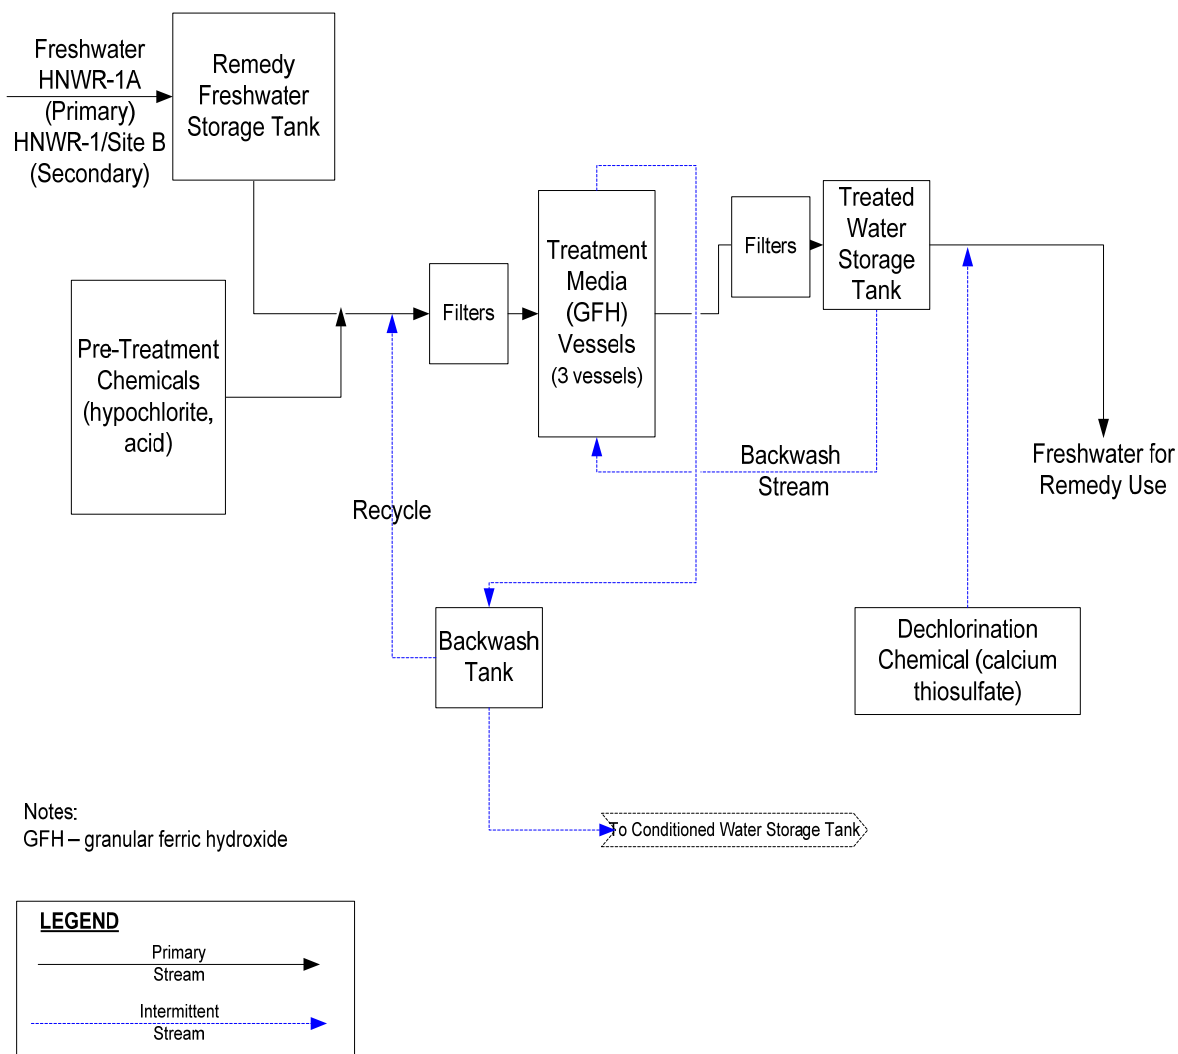 Freshwater
HNWR-1A
(Primary)
HNWR-1/Site B
(Secondary)
Remedy
Freshwater
Storage Tank
Pre-Treatment
Chemicals
(hypochlorite,
acid)
Filters
Treatment
Media
(GFH)
Vessels
(3 vessels)
Filters
Treated
Water
Storage
Tank
Backwash
Stream
Freshwater for
Remedy Use
Recycle
Backwash
Tank
Dechlorination
Chemical (calcium
thiosulfate)
To Conditioned Water Storage Tank
Notes:
GFH – granular ferric hydroxide
LEGEND
Primary
Stream
Intermittent
Stream